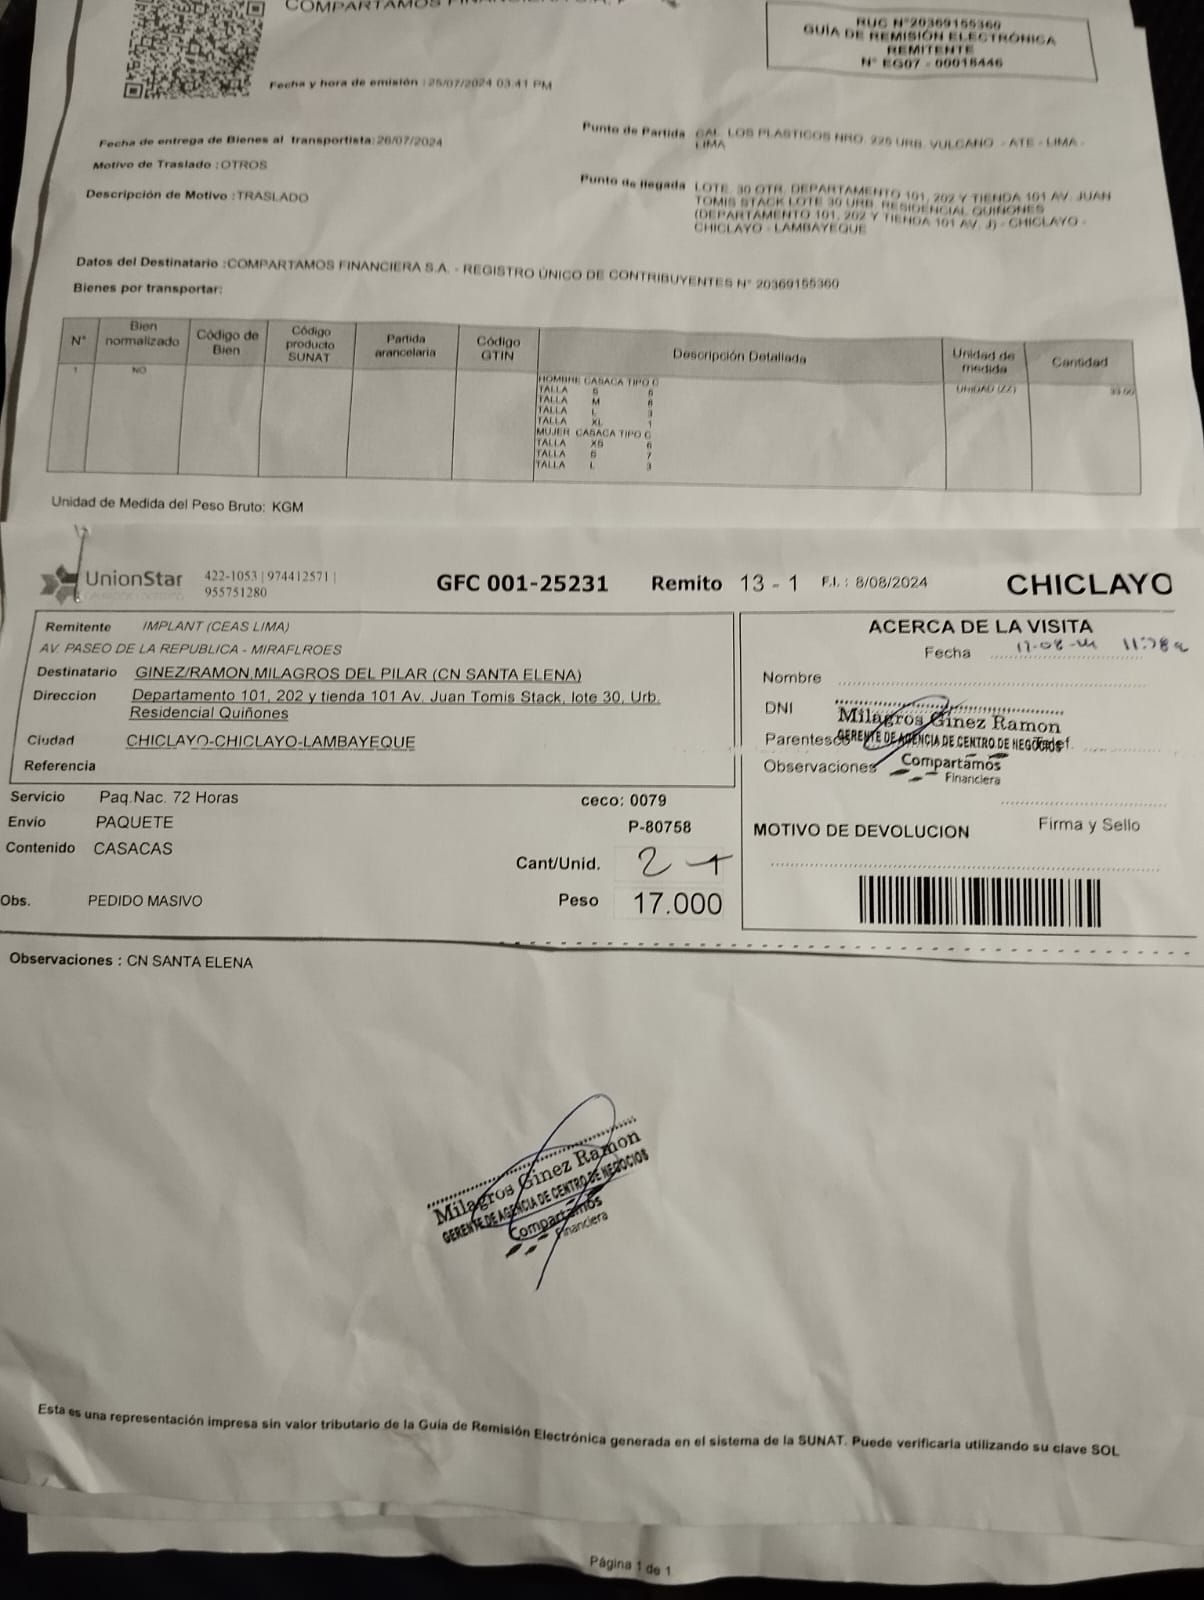 COMPARTAMOS FINANCIERA S.A.
RUC N°20369155360
GUÍA DE REMISIÓN ELECTRÓNICA
REMITENTE
N° EG07 - 00018446
Fecha y hora de emisión : 25/07/2024 03:41 PM
Fecha de entrega de Bienes al transportista: 26/07/2024
Motivo de Traslado : OTROS
Descripción de Motivo : TRASLADO
Punto de Partida CAL. LOS PLASTICOS NRO. 225 URB. VULCANO - ATE - LIMA -
LIMA
Punto de llegada LOTE. 30 OTR. DEPARTAMENTO 101, 202 Y TIENDA 101 AV. JUAN
TOMIS STACK LOTE 30 URB. RESIDENCIAL QUIÑONES
(DEPARTAMENTO 101, 202 Y TIENDA 101 AV. J) - CHICLAYO -
CHICLAYO - LAMBAYEQUE
Datos del Destinatario : COMPARTAMOS FINANCIERA S.A. - REGISTRO ÚNICO DE CONTRIBUYENTES N° 20369155360
Bienes por transportar:
N° Bien normalizado Código de Bien Código producto SUNAT Partida arancelaria Código GTIN Descripción Detallada Unidad de medida Cantidad
1 NO UNIDAD (ZZ) 33.00
HOMBRE CASACA TIPO C
TALLA S 6
TALLA M 6
TALLA L 3
TALLA XL 1
MUJER CASACA TIPO C
TALLA XS 6
TALLA S 7
TALLA L 3
Unidad de Medida del Peso Bruto: KGM
UnionStar 422-1053 | 974412571 |
955751280
GFC 001-25231 Remito 13 - 1 F.I. : 8/08/2024 CHICLAYO
Remitente IMPLANT (CEAS LIMA)
AV. PASEO DE LA REPUBLICA - MIRAFLROES
Destinatario GINEZ/RAMON,MILAGROS DEL PILAR (CN SANTA ELENA)
Direccion Departamento 101, 202 y tienda 101 Av. Juan Tomis Stack, lote 30, Urb.
Residencial Quiñones
Ciudad CHICLAYO-CHICLAYO-LAMBAYEQUE
Referencia
ACERCA DE LA VISITA
Fecha
Nombre
DNI
Milagros Ginez Ramon
Parentesco
GERENTE DE AGENCIA DE CENTRO DE NEGOCIOS
Telef.
Observaciones
Compartamos
Financiera
Firma y Sello
MOTIVO DE DEVOLUCION
Servicio Paq.Nac. 72 Horas
ceco: 0079
Envio PAQUETE
P-80758
Contenido CASACAS
Cant/Unid. 2
Obs. PEDIDO MASIVO
Peso 17.000
Observaciones : CN SANTA ELENA
Milagros Ginez Ramon
GERENTE DE AGENCIA DE CENTRO DE NEGOCIOS
Compartamos
Financiera
Esta es una representación impresa sin valor tributario de la Guía de Remisión Electrónica generada en el sistema de la SUNAT. Puede verificarla utilizando su clave SOL
Página 1 de 1